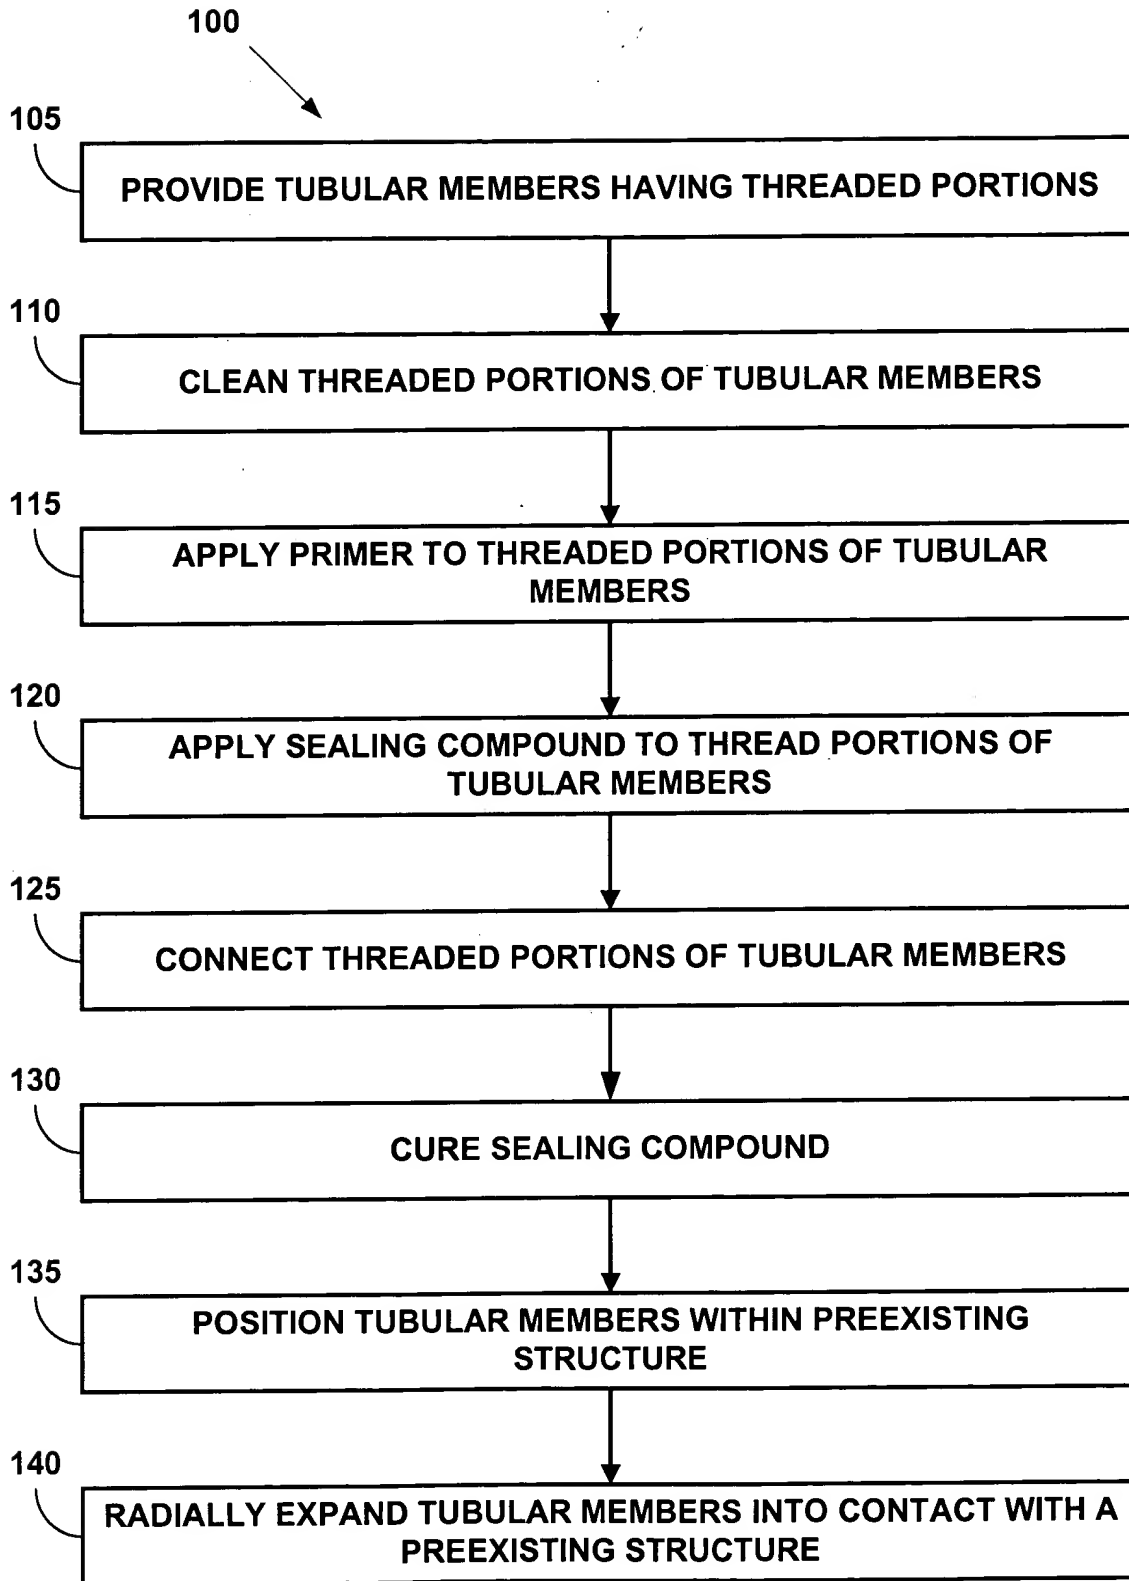 100
105
PROVIDE TUBULAR MEMBERS HAVING THREADED PORTIONS
110
CLEAN THREADED PORTIONS OF TUBULAR MEMBERS
115
APPLY PRIMER TO THREADED PORTIONS OF TUBULAR
MEMBERS
120
APPLY SEALING COMPOUND TO THREAD PORTIONS OF
TUBULAR MEMBERS
125
CONNECT THREADED PORTIONS OF TUBULAR MEMBERS
130
CURE SEALING COMPOUND
135
POSITION TUBULAR MEMBERS WITHIN PREEXISTING
STRUCTURE
140
RADIALLY EXPAND TUBULAR MEMBERS INTO CONTACT WITH A
PREEXISTING STRUCTURE